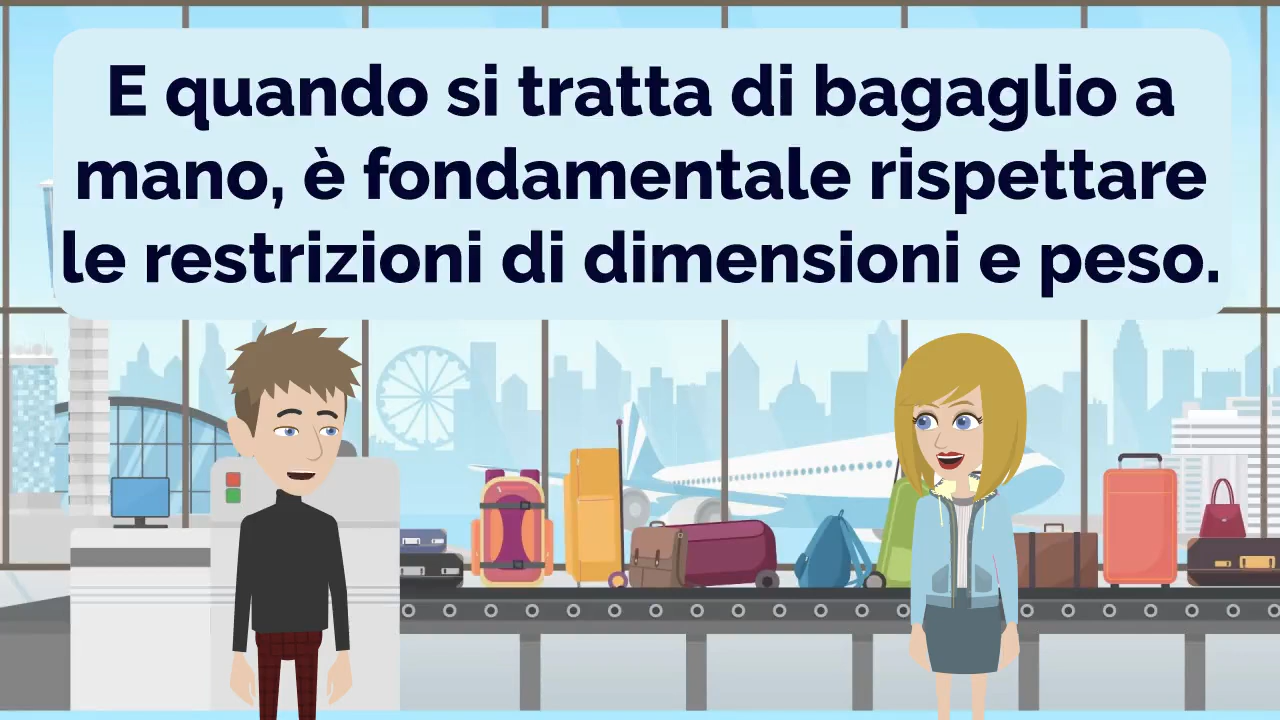 E quando si tratta di bagaglio a
mano, è fondamentale rispettare
le restrizioni di dimensioni e peso.